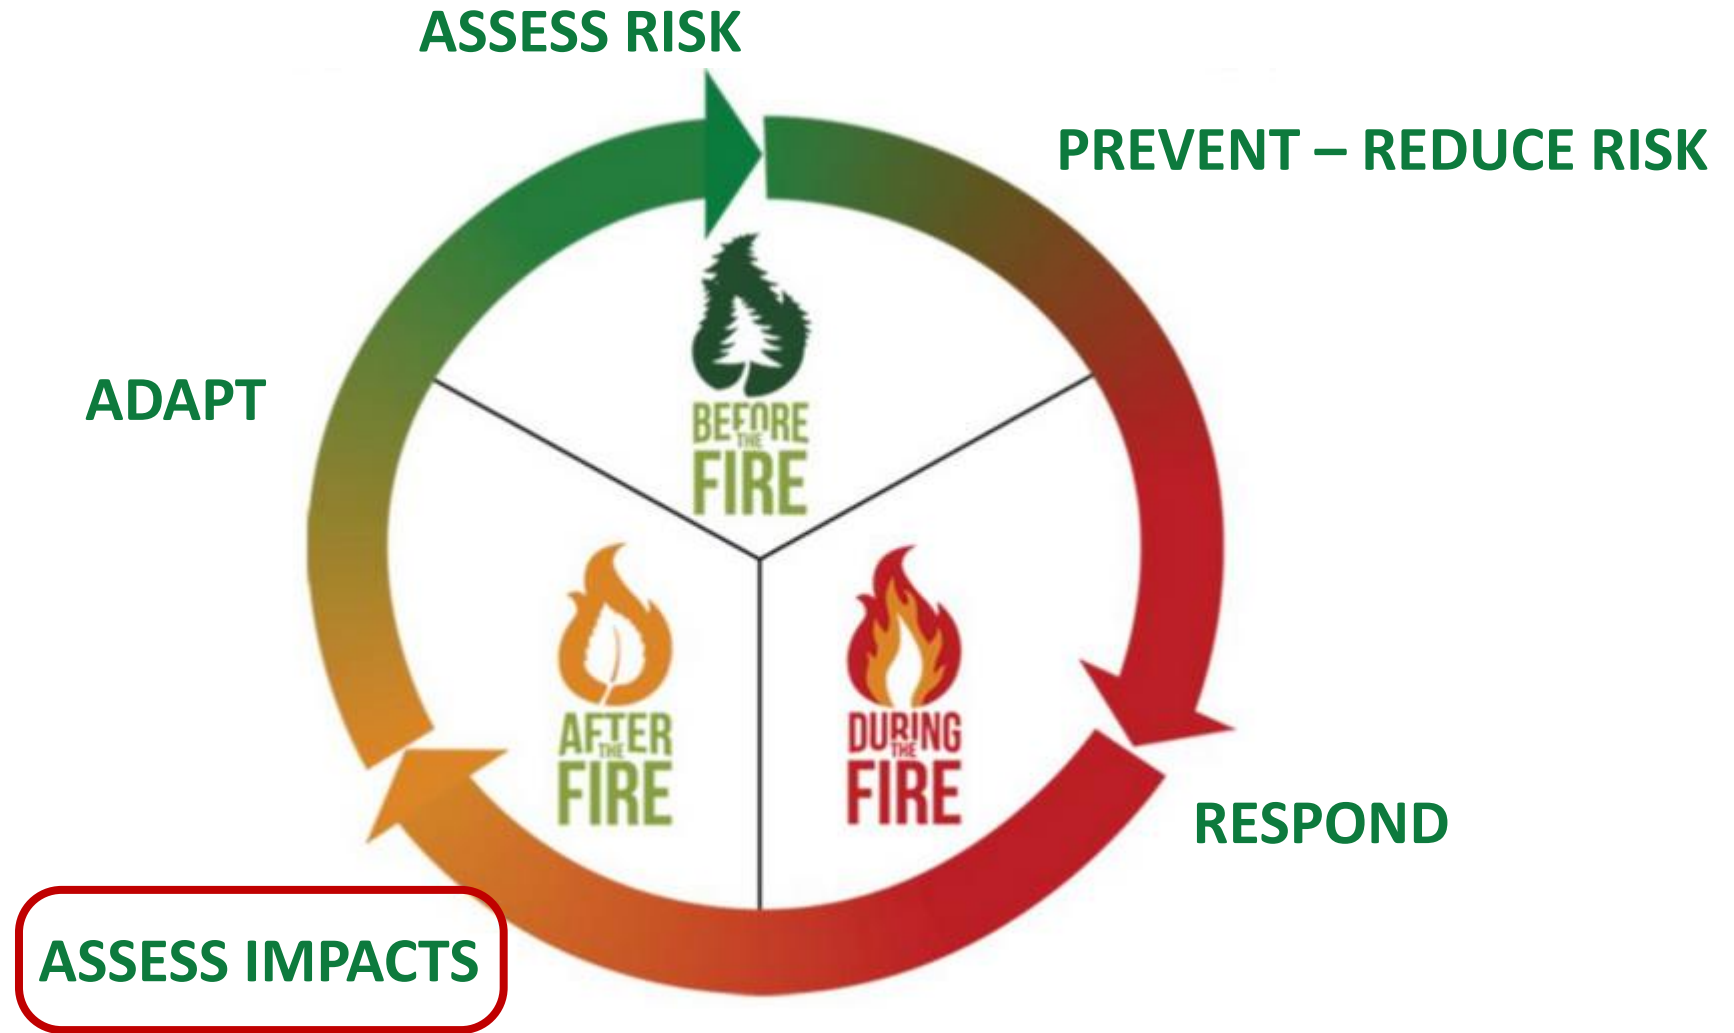 ASSESS RISK
PREVENT – REDUCE RISK
ADAPT
BEFORE
THE
FIRE
AFTER
THE
FIRE
DURING
THE
FIRE
RESPOND
ASSESS IMPACTS